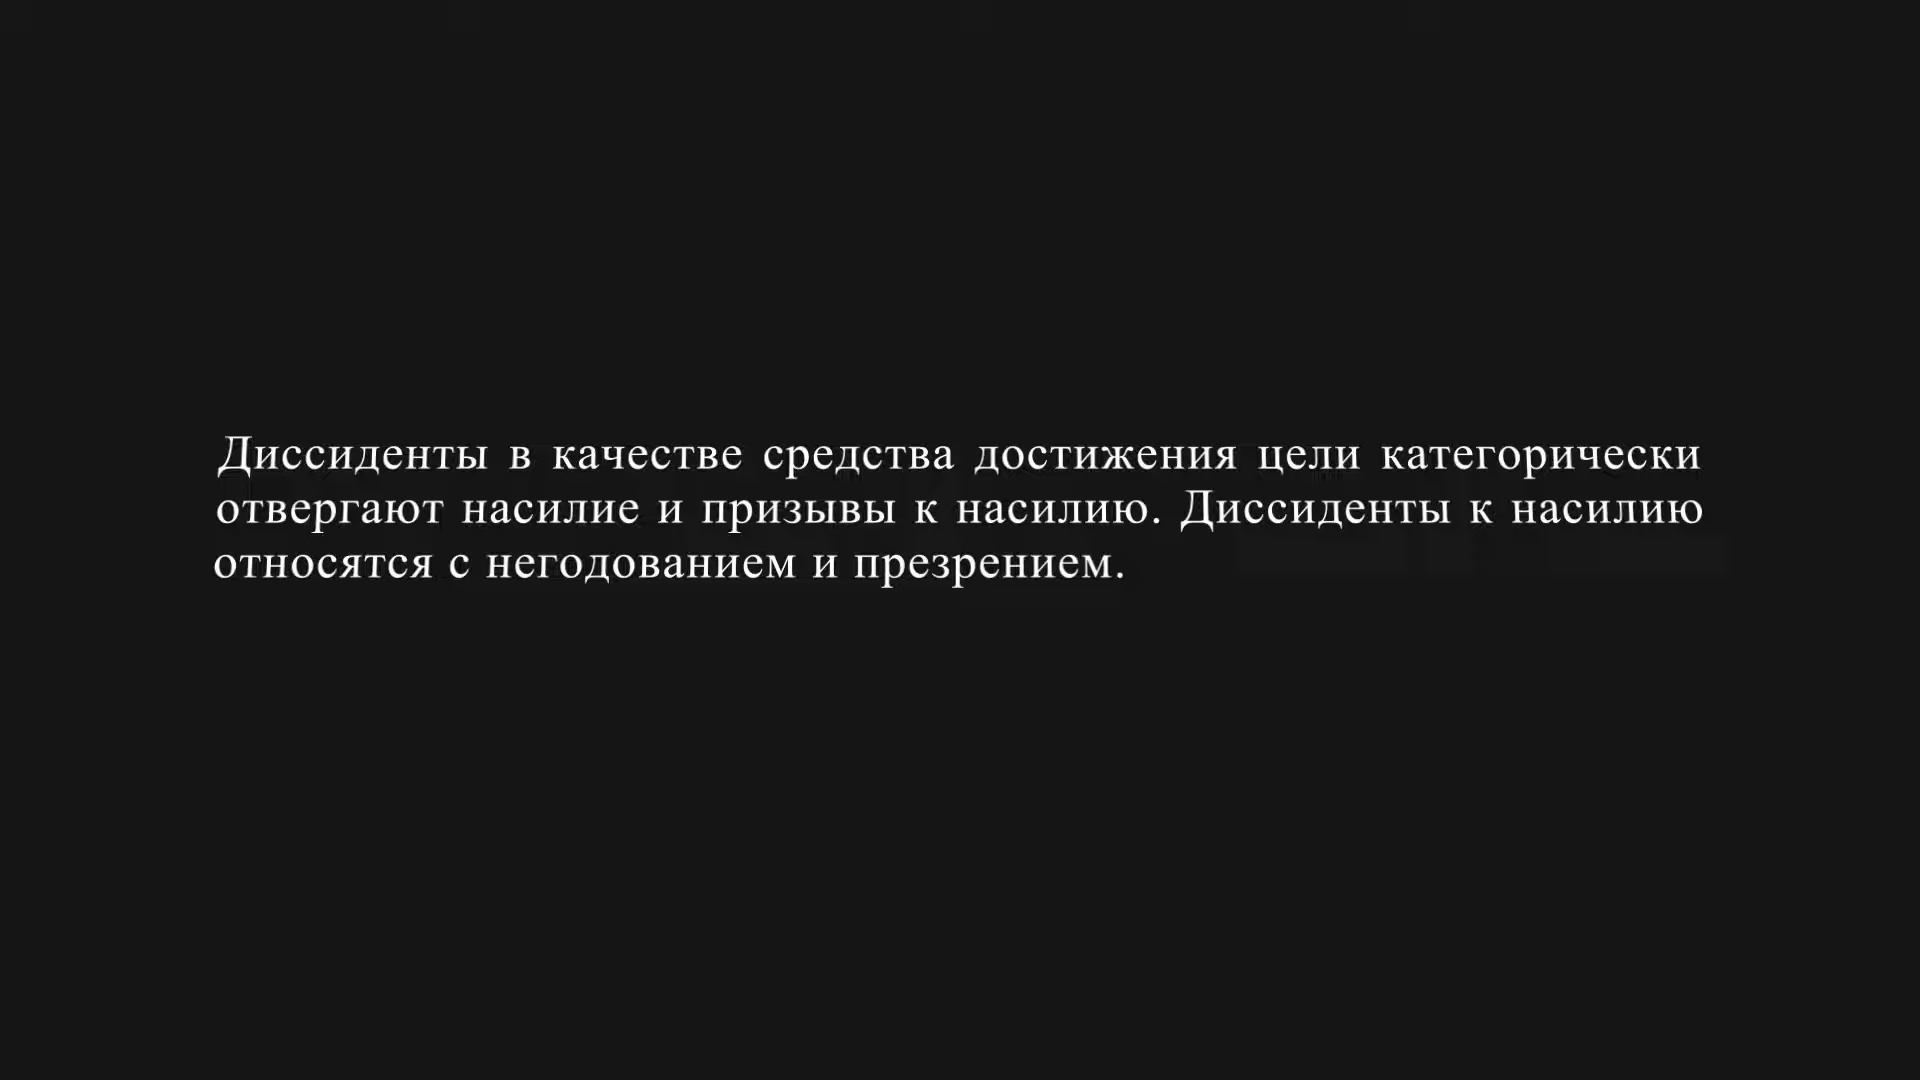 Диссиденты в качестве средства достижения цели категорически
отвергают насилие и призывы к насилию. Диссиденты к насилию
относятся с негодованием и презрением.